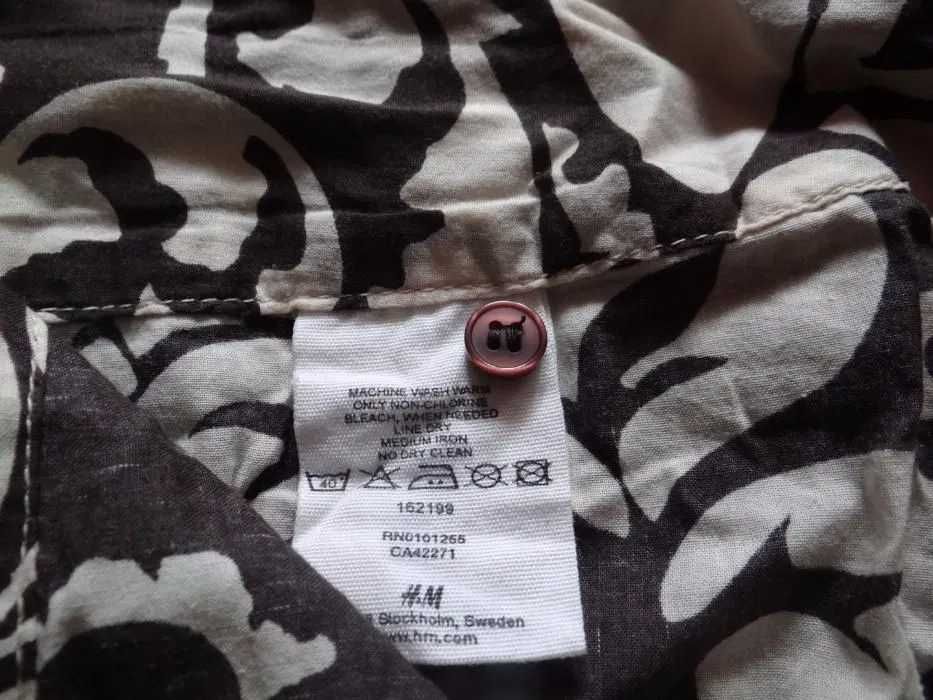 MACHINE WASH WARM
ONLY NON-CHLORINE
BLEACH, WHEN NEEDED
LINE DRY
MEDIUM IRON
NO DRY CLEAN
40
162199
RN0101255
CA42271
H&M
Stockholm, Sweden
www.hm.com